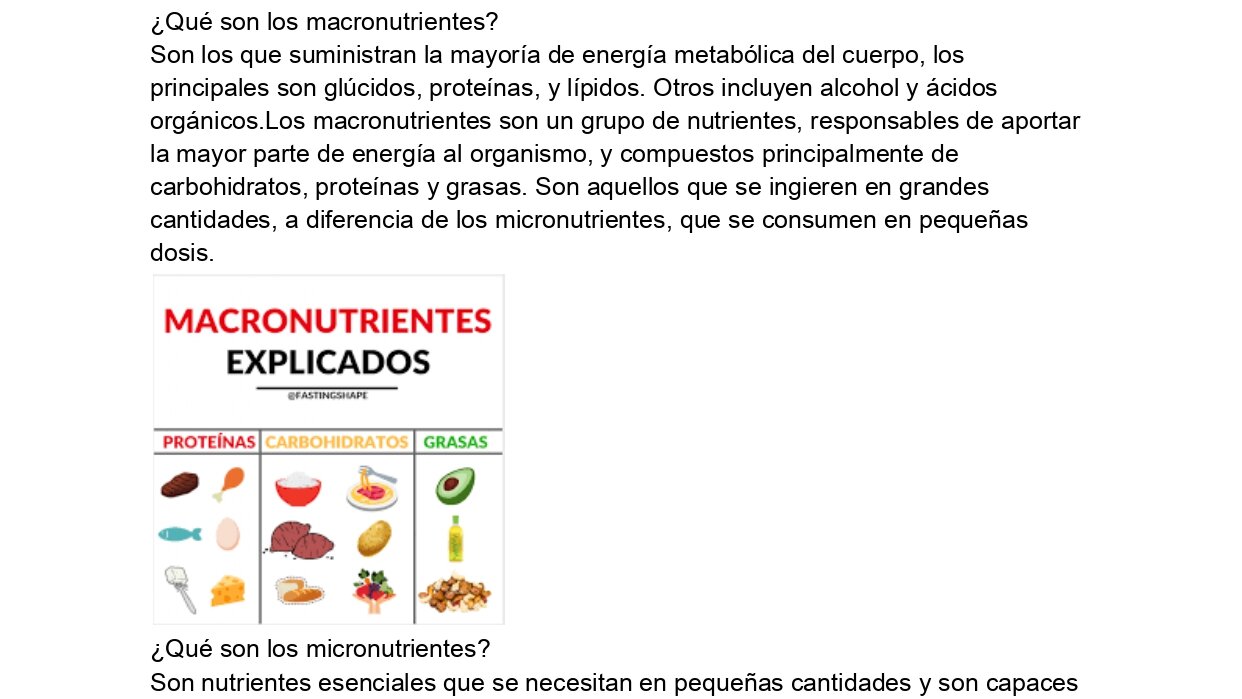 ¿Qué son los macronutrientes?
Son los que suministran la mayoría de energía metabólica del cuerpo, los
principales son glúcidos, proteínas, y lípidos. Otros incluyen alcohol y ácidos
orgánicos.Los macronutrientes son un grupo de nutrientes, responsables de aportar
la mayor parte de energía al organismo, y compuestos principalmente de
carbohidratos, proteínas y grasas. Son aquellos que se ingieren en grandes
cantidades, a diferencia de los micronutrientes, que se consumen en pequeñas
dosis.
MACRONUTRIENTES
EXPLICADOS
@FASTINGSHAPE
PROTEÍNAS CARBOHIDRATOS GRASAS
¿Qué son los micronutrientes?
Son nutrientes esenciales que se necesitan en pequeñas cantidades y son capaces